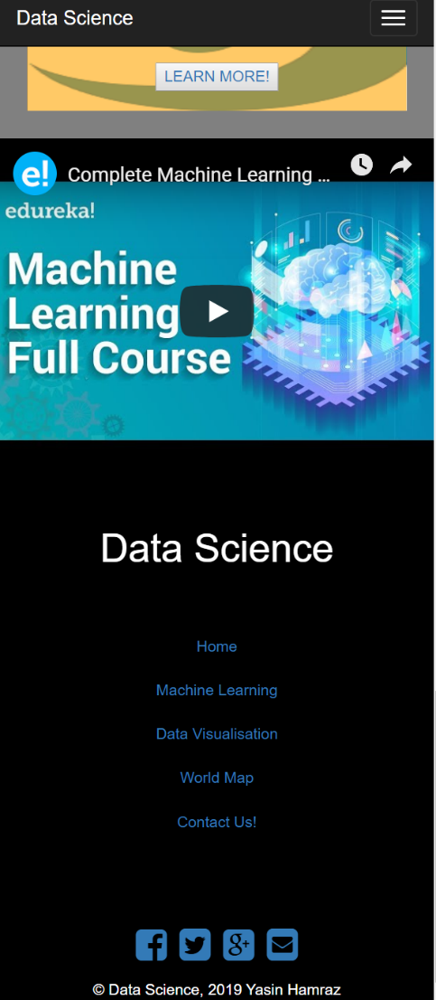 Data Science
LEARN MORE!
e!
Complete Machine Learning ...
edureka!
Machine
Learning
Full Course
Data Science
Home
Machine Learning
Data Visualisation
World Map
Contact Us!
f
g+
© Data Science, 2019 Yasin Hamraz